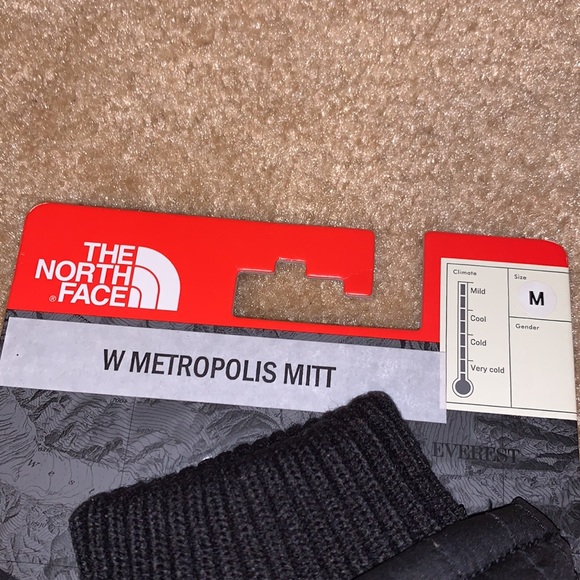 THE
NORTH
FACE
®
W METROPOLIS MITT
Climate
Mild
Cool
Cold
Very cold
Size
M
Gender
EVEREST